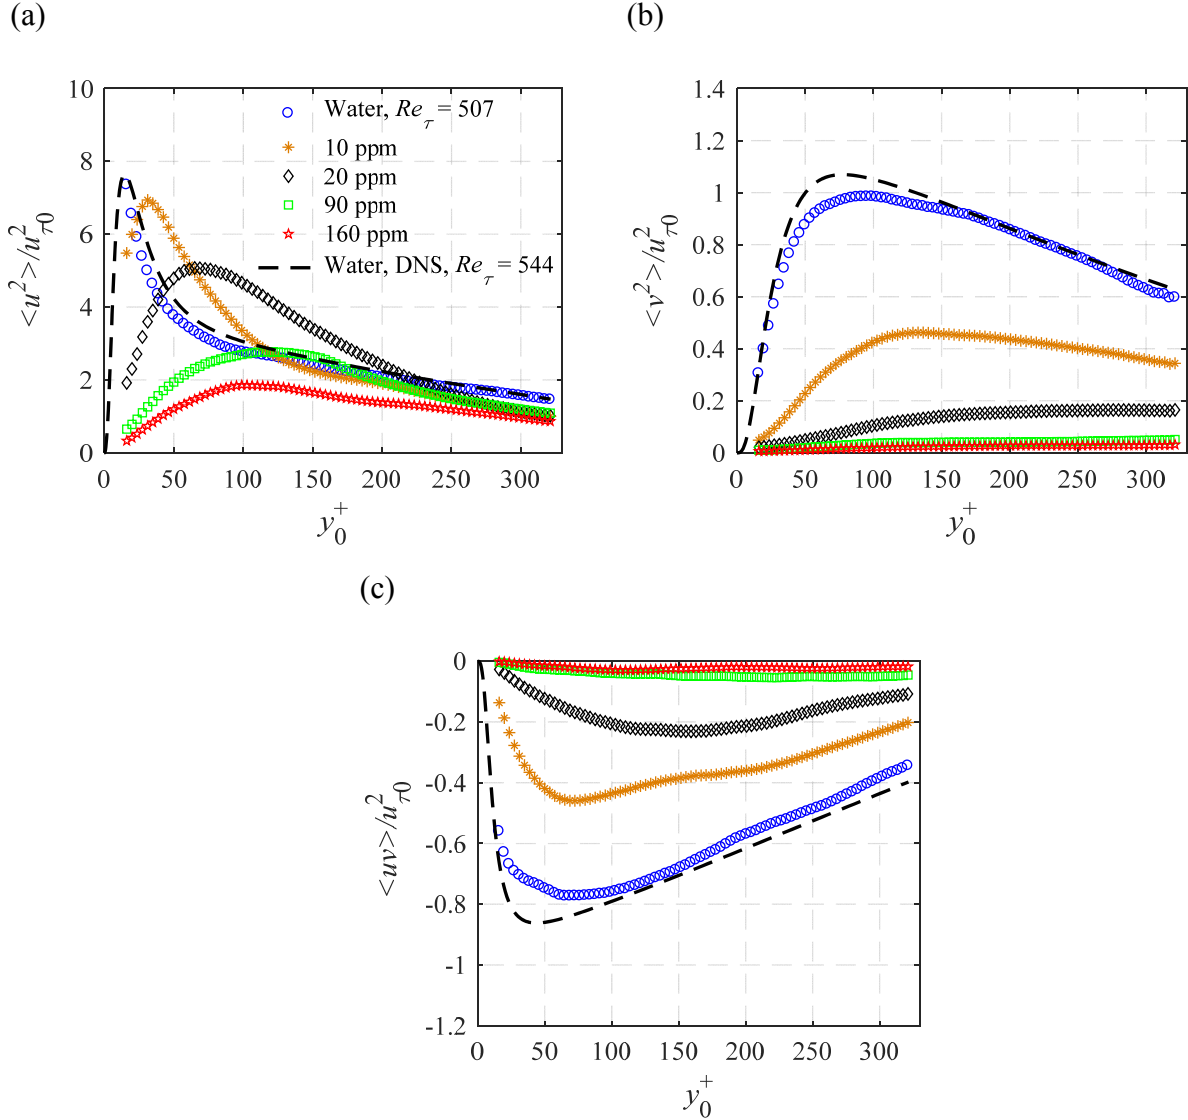 (a)
<u²>/u²τ0
10
8
6
4
2
0
0 50 100 150 200 250 300
y₀⁺
Water, Reτ = 507
10 ppm
20 ppm
90 ppm
160 ppm
Water, DNS, Reτ = 544
(b)
<v²>/u²τ0
1.4
1.2
1
0.8
0.6
0.4
0.2
0
0 50 100 150 200 250 300
y₀⁺
(c)
<uv>/u²τ0
0
-0.2
-0.4
-0.6
-0.8
-1
-1.2
0 50 100 150 200 250 300
y₀⁺